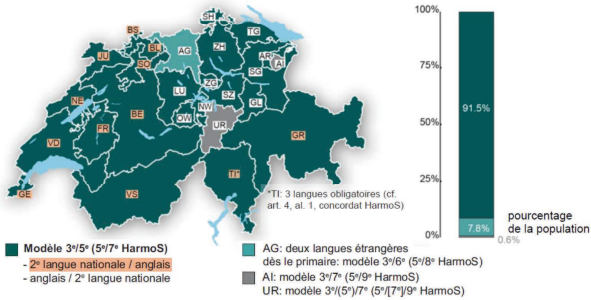 SH
BS
TG
BL
JU
AG
ZH
AR¹
AI
SO
SG
LU
ZG
SZ
NE
BE
NW
GL
OW
FR
UR
GR
VD
TI*
VS
GE
*TI: 3 langues obligatoires (cf.
art. 4, al. 1, concordat HarmoS)
100%
75%
50%
25%
0%
91.5%
7.8%
0.6%
pourcentage
de la population
Modèle 3ᵉ/5ᵉ (5ᵉ/7ᵉ HarmoS)
- 2ᵉ langue nationale / anglais
- anglais / 2ᵉ langue nationale
AG: deux langues étrangères
dès le primaire: modèle 3ᵉ/6ᵉ (5ᵉ/8ᵉ HarmoS)
AI: modèle 3ᵉ/7ᵉ (5ᵉ/9ᵉ HarmoS)
UR: modèle 3ᵉ/(5ᵉ)/7ᵉ (5ᵉ/[7ᵉ]/9ᵉ HarmoS)